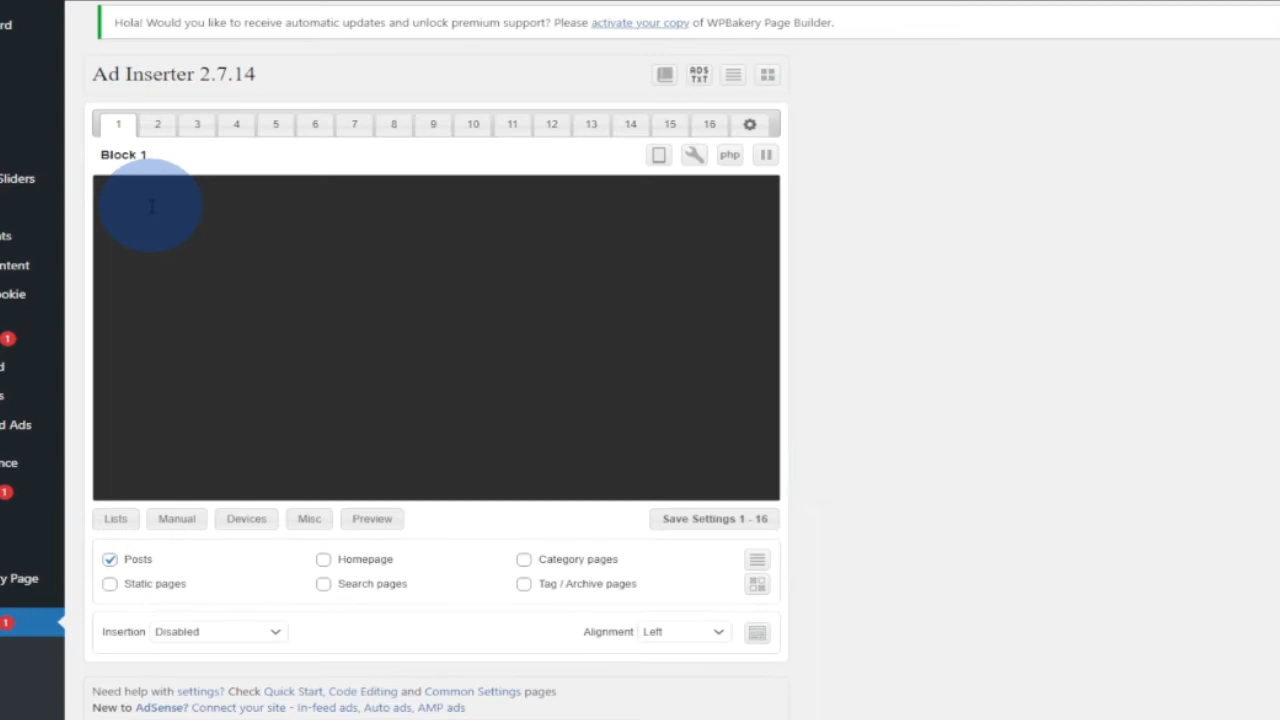 rd
Hola! Would you like to receive automatic updates and unlock premium support? Please activate your copy of WPBakery Page Builder.
Ad Inserter 2.7.14
ADS TXT
1 2 3 4 5 6 7 8 9 10 11 12 13 14 15 16
Block 1
php
Sliders
nts
ntent
ookie
1
d
s
d Ads
nce
1
y Page
1
Lists Manual Devices Misc Preview Save Settings 1 - 16
Posts Homepage Category pages
Static pages Search pages Tag / Archive pages
Insertion Disabled Alignment Left
Need help with settings? Check Quick Start, Code Editing and Common Settings pages
New to AdSense? Connect your site - In-feed ads, Auto ads, AMP ads